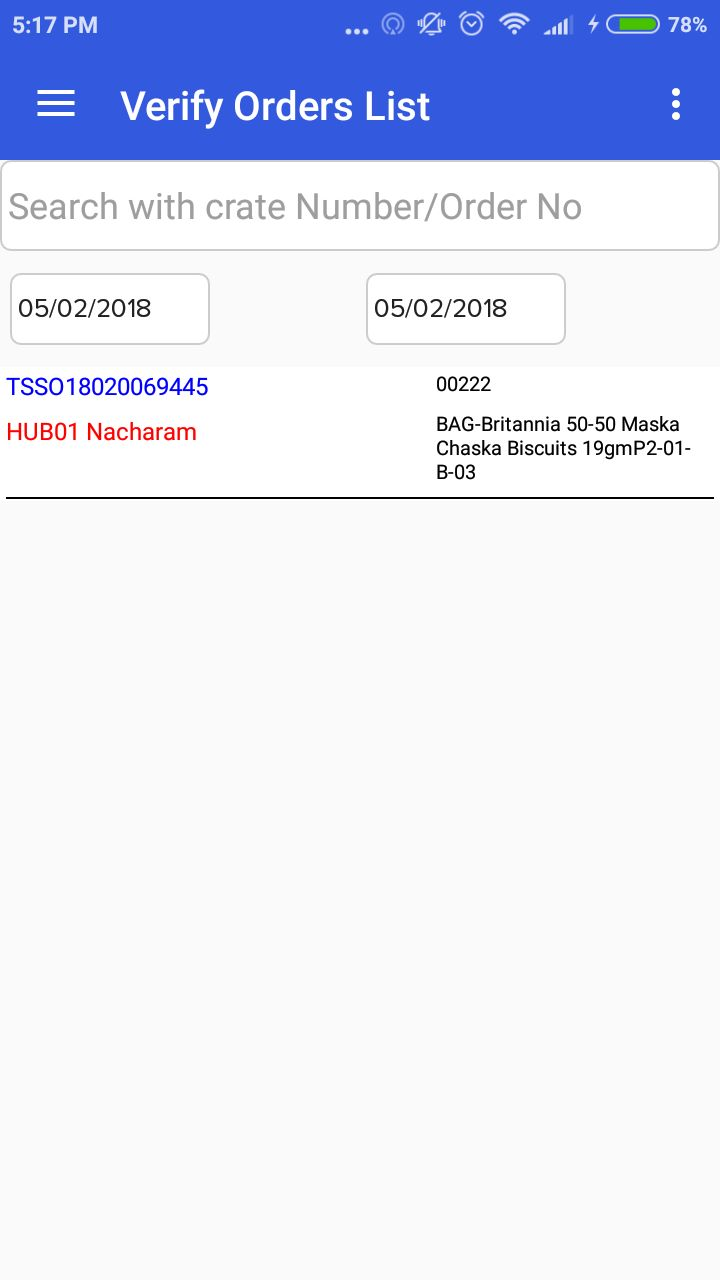 5:17 PM
78%
Verify Orders List
Search with crate Number/Order No
05/02/2018
05/02/2018
TSSO18020069445
00222
HUB01 Nacharam
BAG-Britannia 50-50 Maska
Chaska Biscuits 19gmP2-01-
B-03